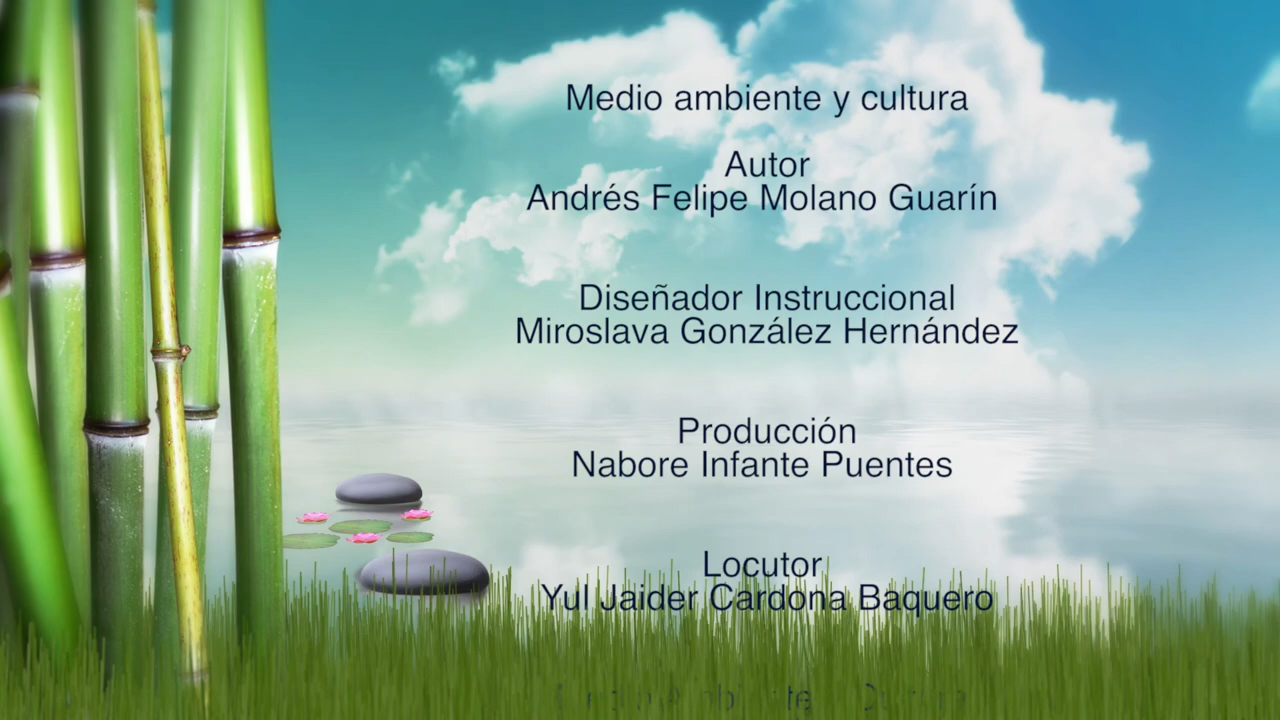 Medio ambiente y cultura
Autor
Andrés Felipe Molano Guarín
Diseñador Instruccional
Miroslava González Hernández
Producción
Nabore Infante Puentes
Locutor
Yul Jaider Cardona Baquero